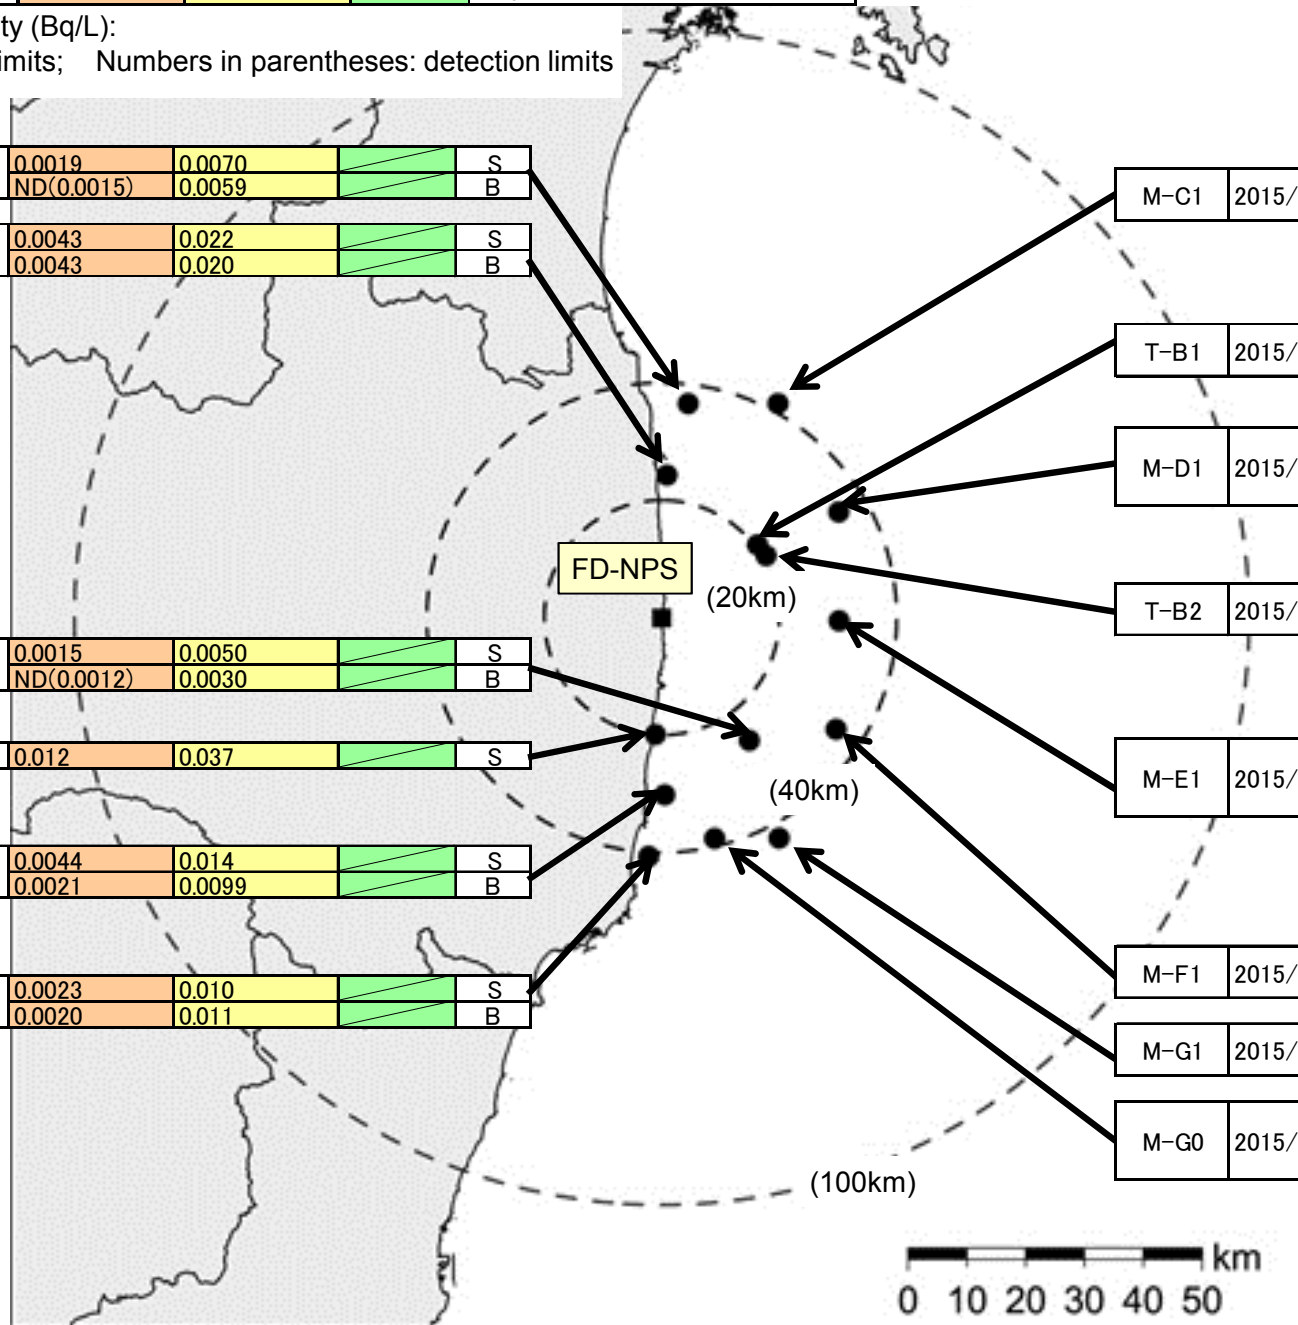 ty (Bq/L):
imits; Numbers in parentheses: detection limits
0.0019 0.0070 S
ND(0.0015) 0.0059 B
0.0043 0.022 S
0.0043 0.020 B
M-C1 2015/
T-B1 2015/
M-D1 2015/
FD-NPS
(20km)
T-B2 2015/
0.0015 0.0050 S
ND(0.0012) 0.0030 B
0.012 0.037 S
(40km)
M-E1 2015/
0.0044 0.014 S
0.0021 0.0099 B
0.0023 0.010 S
0.0020 0.011 B
M-F1 2015/
M-G1 2015/
M-G0 2015/
(100km)
km
0 10 20 30 40 50